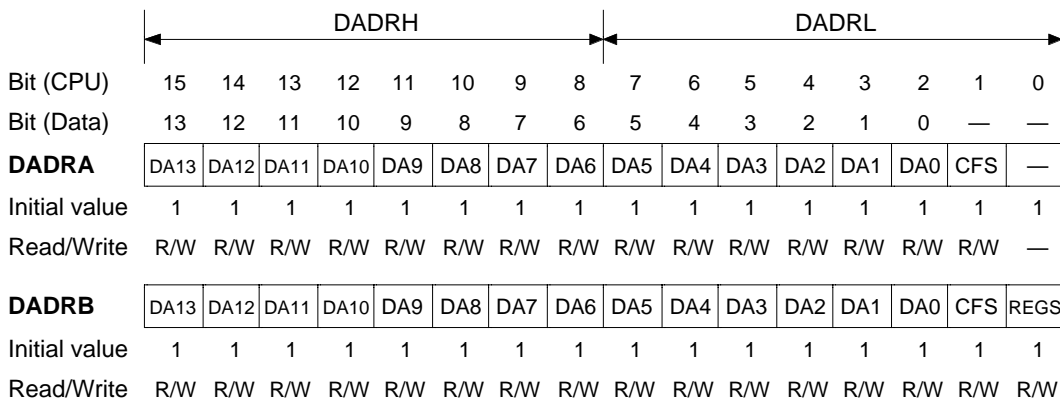 DADRH DADRL
Bit (CPU) 15 14 13 12 11 10 9 8 7 6 5 4 3 2 1 0
Bit (Data) 13 12 11 10 9 8 7 6 5 4 3 2 1 0 — —
DADRA DA13 DA12 DA11 DA10 DA9 DA8 DA7 DA6 DA5 DA4 DA3 DA2 DA1 DA0 CFS —
Initial value 1 1 1 1 1 1 1 1 1 1 1 1 1 1 1 1
Read/Write R/W R/W R/W R/W R/W R/W R/W R/W R/W R/W R/W R/W R/W R/W R/W —
DADRB DA13 DA12 DA11 DA10 DA9 DA8 DA7 DA6 DA5 DA4 DA3 DA2 DA1 DA0 CFS REGS
Initial value 1 1 1 1 1 1 1 1 1 1 1 1 1 1 1 1
Read/Write R/W R/W R/W R/W R/W R/W R/W R/W R/W R/W R/W R/W R/W R/W R/W R/W